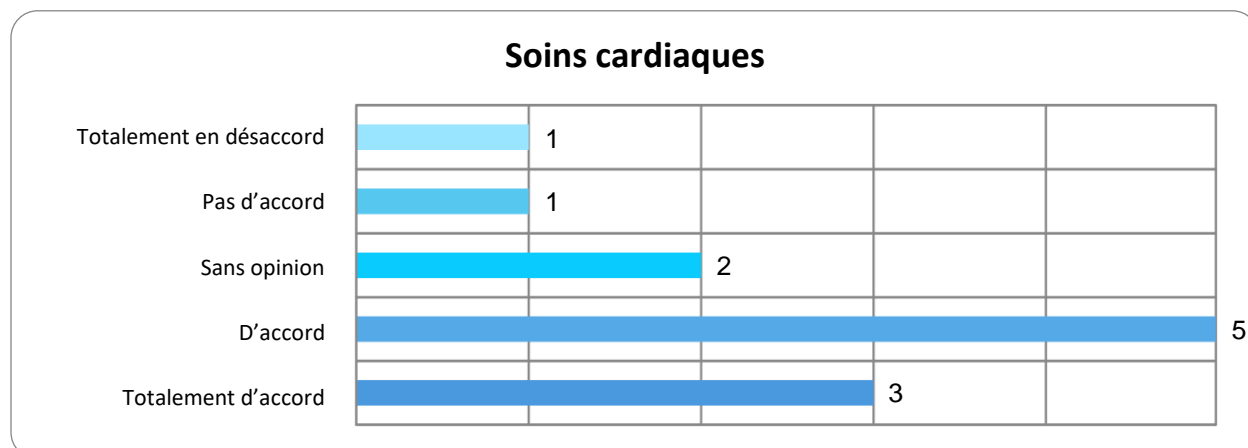 Soins cardiaques
Totalement en désaccord 1
Pas d’accord 1
Sans opinion 2
D’accord 5
Totalement d’accord 3